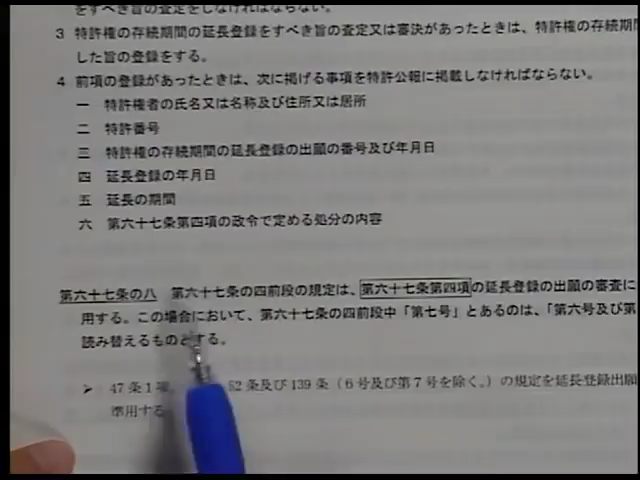 をすべき旨の査定をしなければならない。
3 特許権の存続期間の延長登録をすべき旨の査定又は審決があったときは、特許権の存続期間
した旨の登録をする。
4 前項の登録があったときは、次に掲げる事項を特許公報に掲載しなければならない。
一 特許権者の氏名又は名称及び住所又は居所
二 特許番号
三 特許権の存続期間の延長登録の出願の番号及び年月日
四 延長登録の年月日
五 延長の期間
六 第六十七条第四項の政令で定める処分の内容
第六十七条の八 第六十七条の四前段の規定は、第六十七条第四項の延長登録の出願の審査に
用する。この場合において、第六十七条の四前段中「第七号」とあるのは、「第六号及び第
読み替えるものとする。
➢ 47条1項 52条及び139条（6号及び第7号を除く。）の規定を延長登録出願
準用する